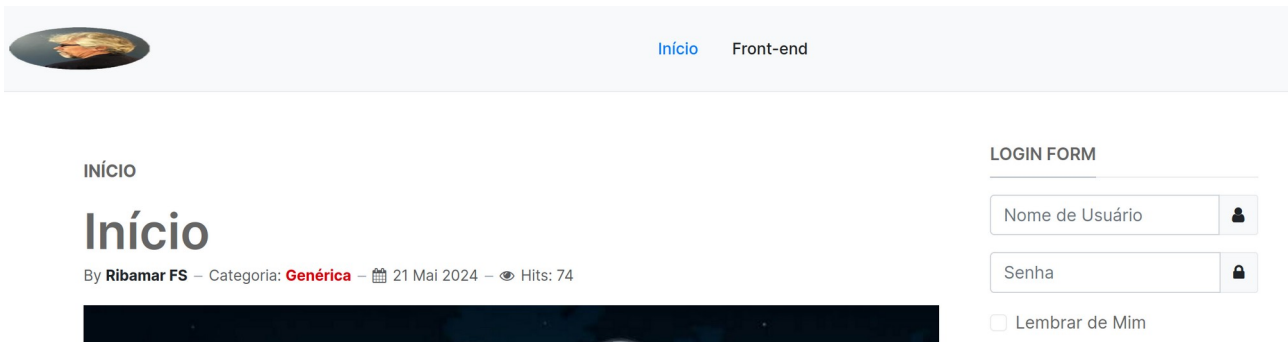 Início Front-end
INÍCIO
Início
By Ribamar FS – Categoria: Genérica – 21 Mai 2024 – Hits: 74
LOGIN FORM
Nome de Usuário
Senha
Lembrar de Mim